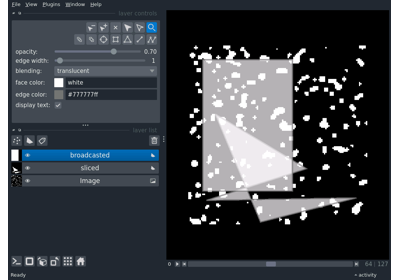 File View Plugins Window Help
layer controls
opacity: 0.70
edge width: 1
blending: translucent
face color: white
edge color: #777777ff
display text:
layer list
broadcasted
sliced
Image
64 127
Ready activity